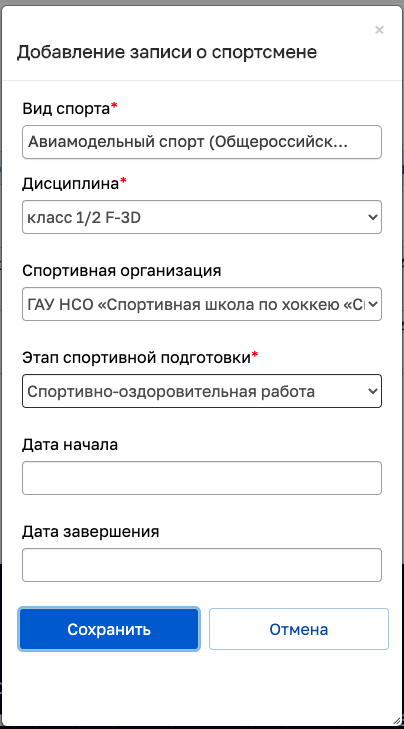 ×
Добавление записи о спортсмене
Вид спорта*
Авиамодельный спорт (Общероссийск...
Дисциплина*
класс 1/2 F-3D
Спортивная организация
ГАУ НСО «Спортивная школа по хоккею «С
Этап спортивной подготовки*
Спортивно-оздоровительная работа
Дата начала
Дата завершения
Сохранить Отмена